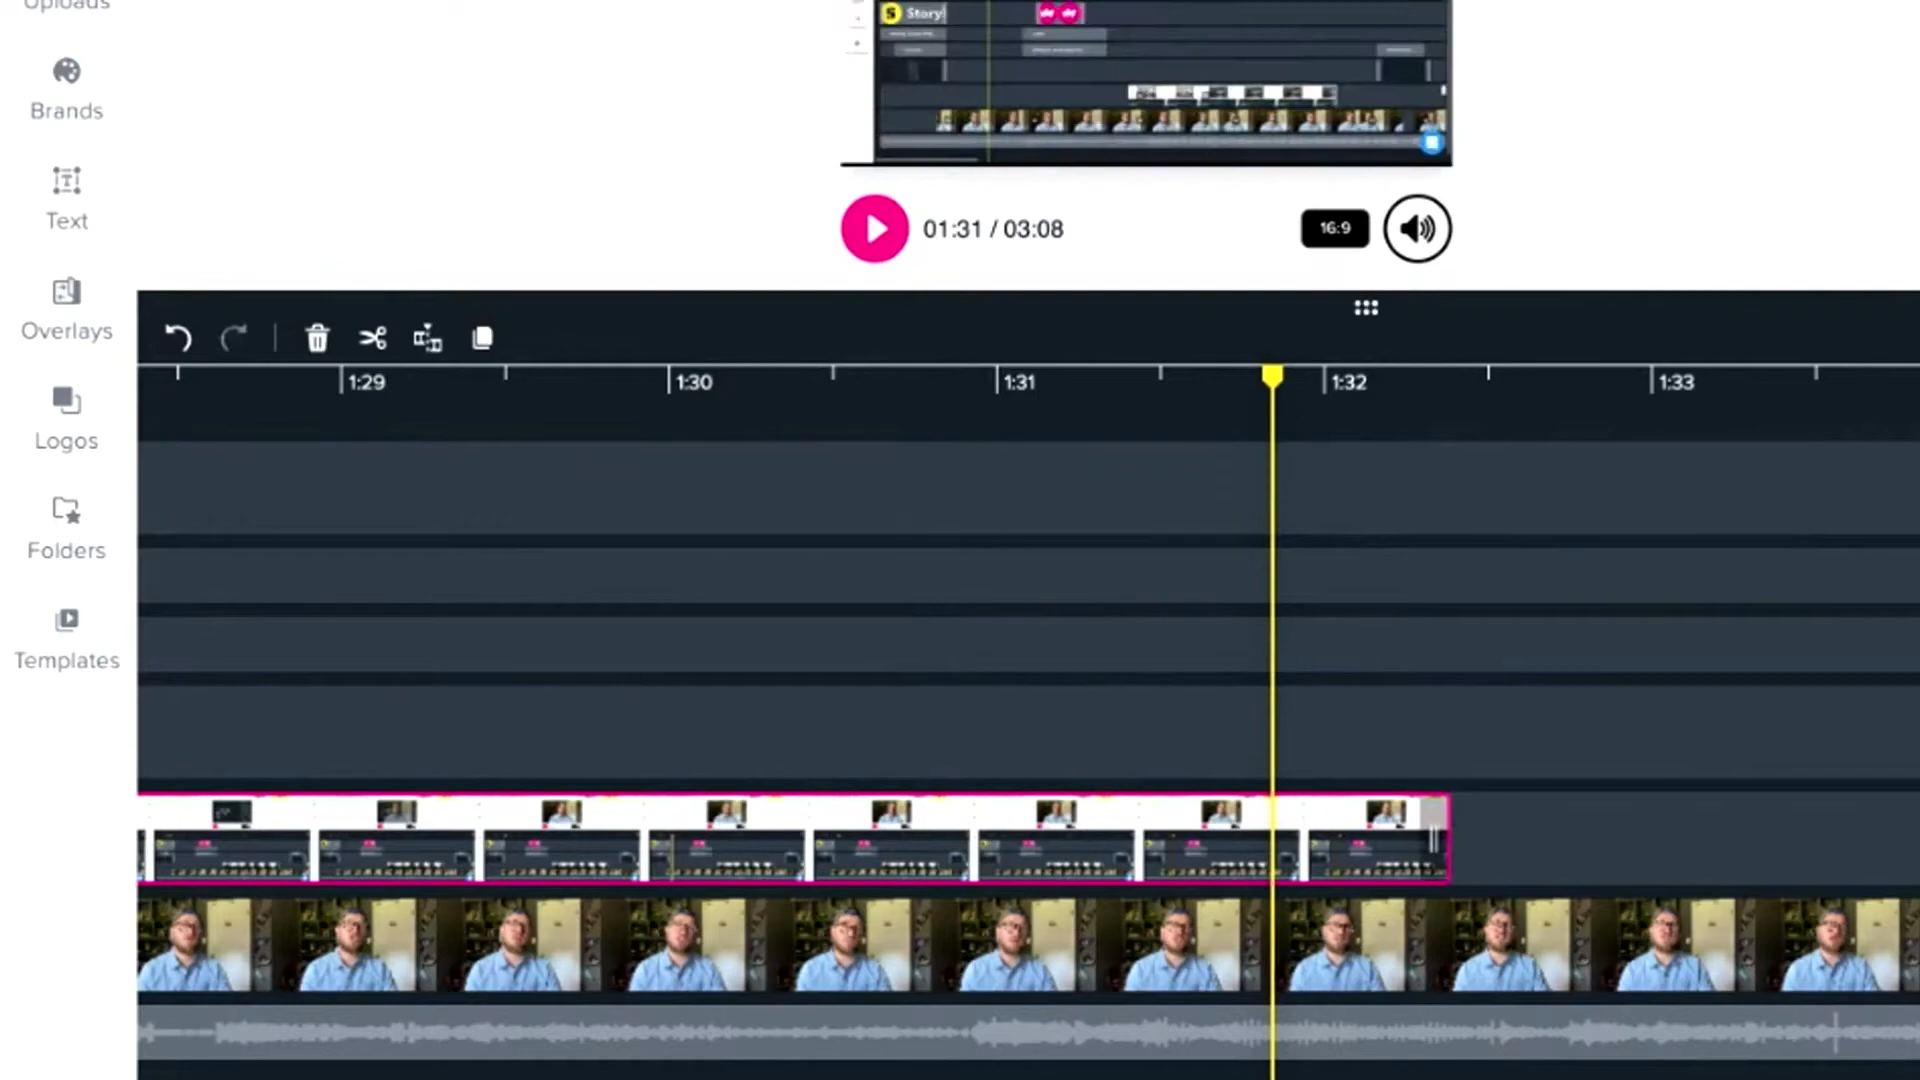 Uploads
Brands
Text
Overlays
Logos
Folders
Templates
S Story
01:31 / 03:08
16:9
1:29
1:30
1:31
1:32
1:33